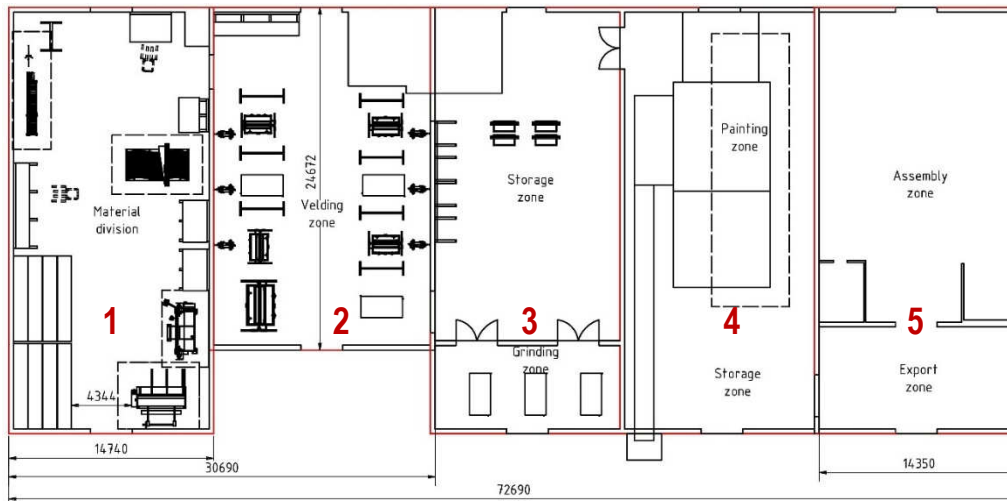 24672
Painting
zone
Storage
zone
Assembly
zone
Velding
zone
Material
division
1
2
3
4
5
Grinding
zone
Storage
zone
Export
zone
4344
14740
30690
14350
72690